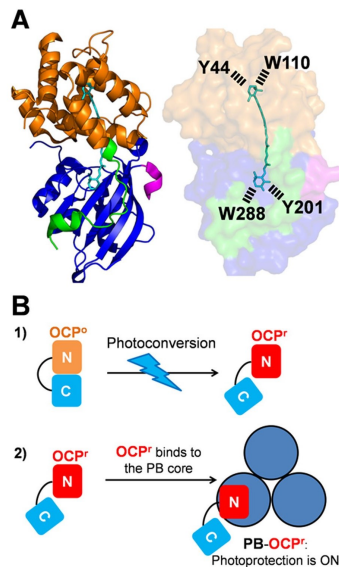 A
Y44 W110
W288 Y201
B
1) OCPº Photoconversion OCPʳ
N N
C C
2) OCPʳ OCPʳ binds to
the PB core
N N
C C
PB-OCPʳ:
Photoprotection is ON